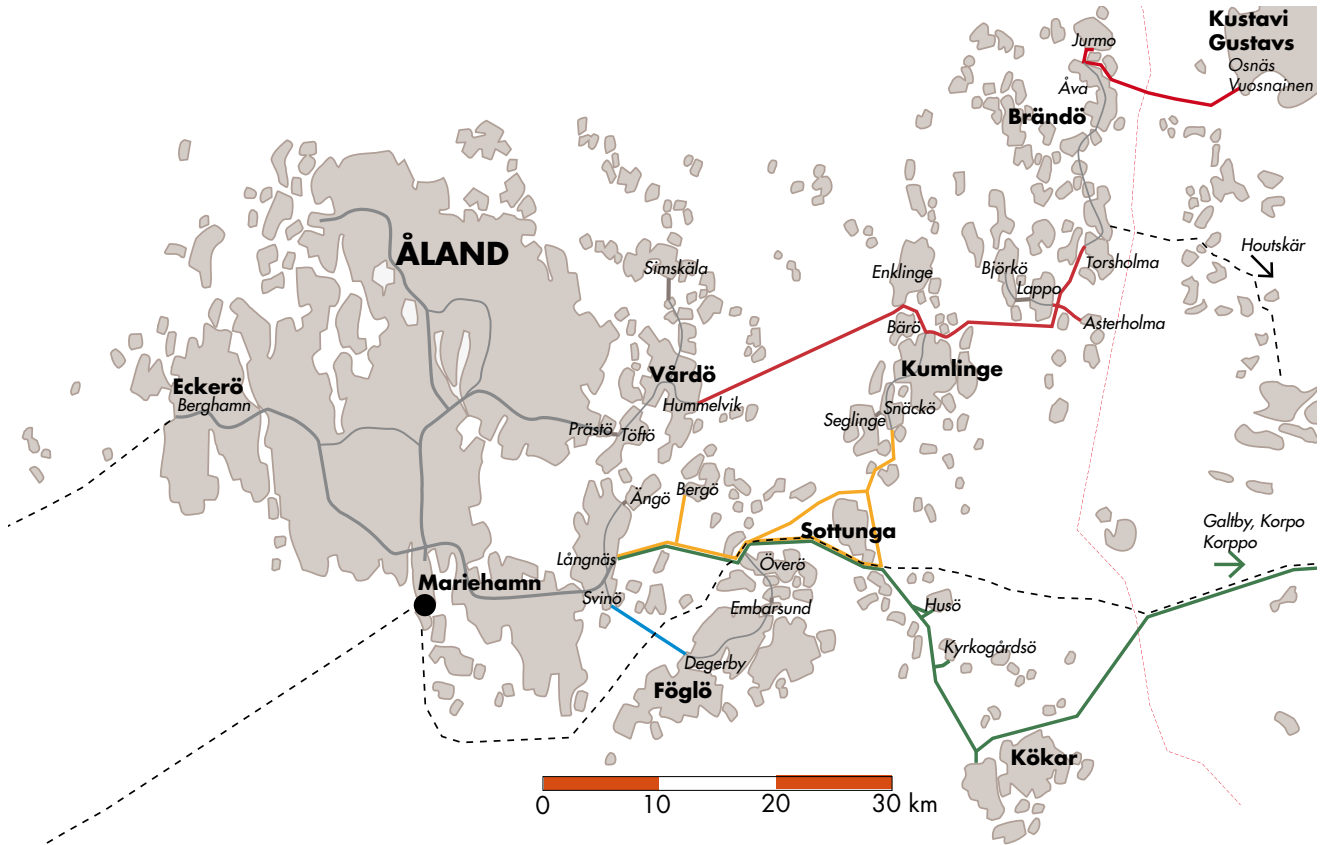 Kustavi
Gustavs
Osnäs
Vuosnainen
Jurmo
Åva
Brändö
ÅLAND
Simskäla
Enklinge
Björkö
Lappo
Torsholma
Houtskär
Bärö
Asterholma
Vårdö
Kumlinge
Eckerö
Berghamn
Hummelvik
Snäckö
Seglinge
Prästö
Töftö
Ängö
Bergö
Sottunga
Galtby, Korpo
Korppo
Långnäs
Överö
Mariehamn
Svinö
Embarsund
Husö
Kyrkogårdsö
Degerby
Föglö
Kökar
0 10 20 30 km